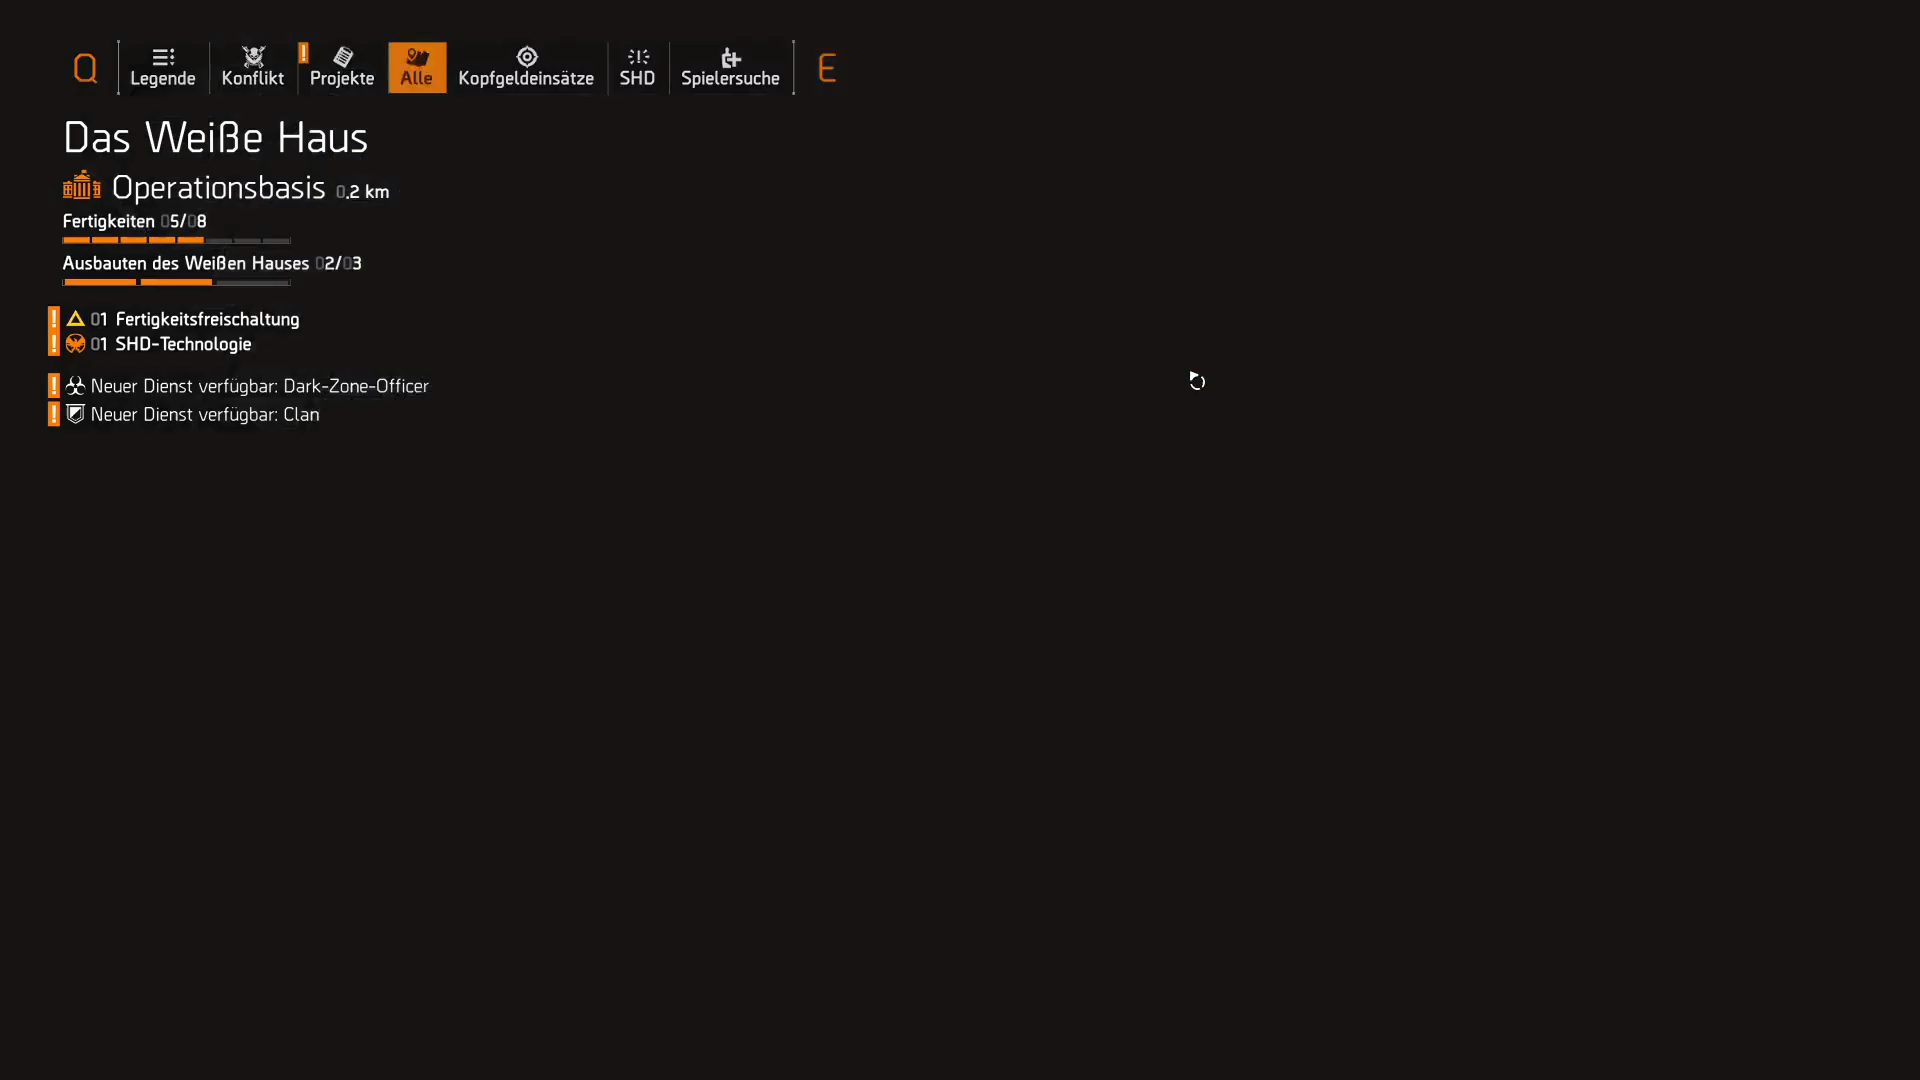 Q Legende Konflikt ! Projekte Alle Kopfgeldeinsätze SHD Spielersuche E
Das Weiße Haus
Operationsbasis 0.2 km
Fertigkeiten 05/08
Ausbauten des Weißen Hauses 02/03
! 01 Fertigkeitsfreischaltung
! 01 SHD-Technologie
! Neuer Dienst verfügbar: Dark-Zone-Officer
! Neuer Dienst verfügbar: Clan